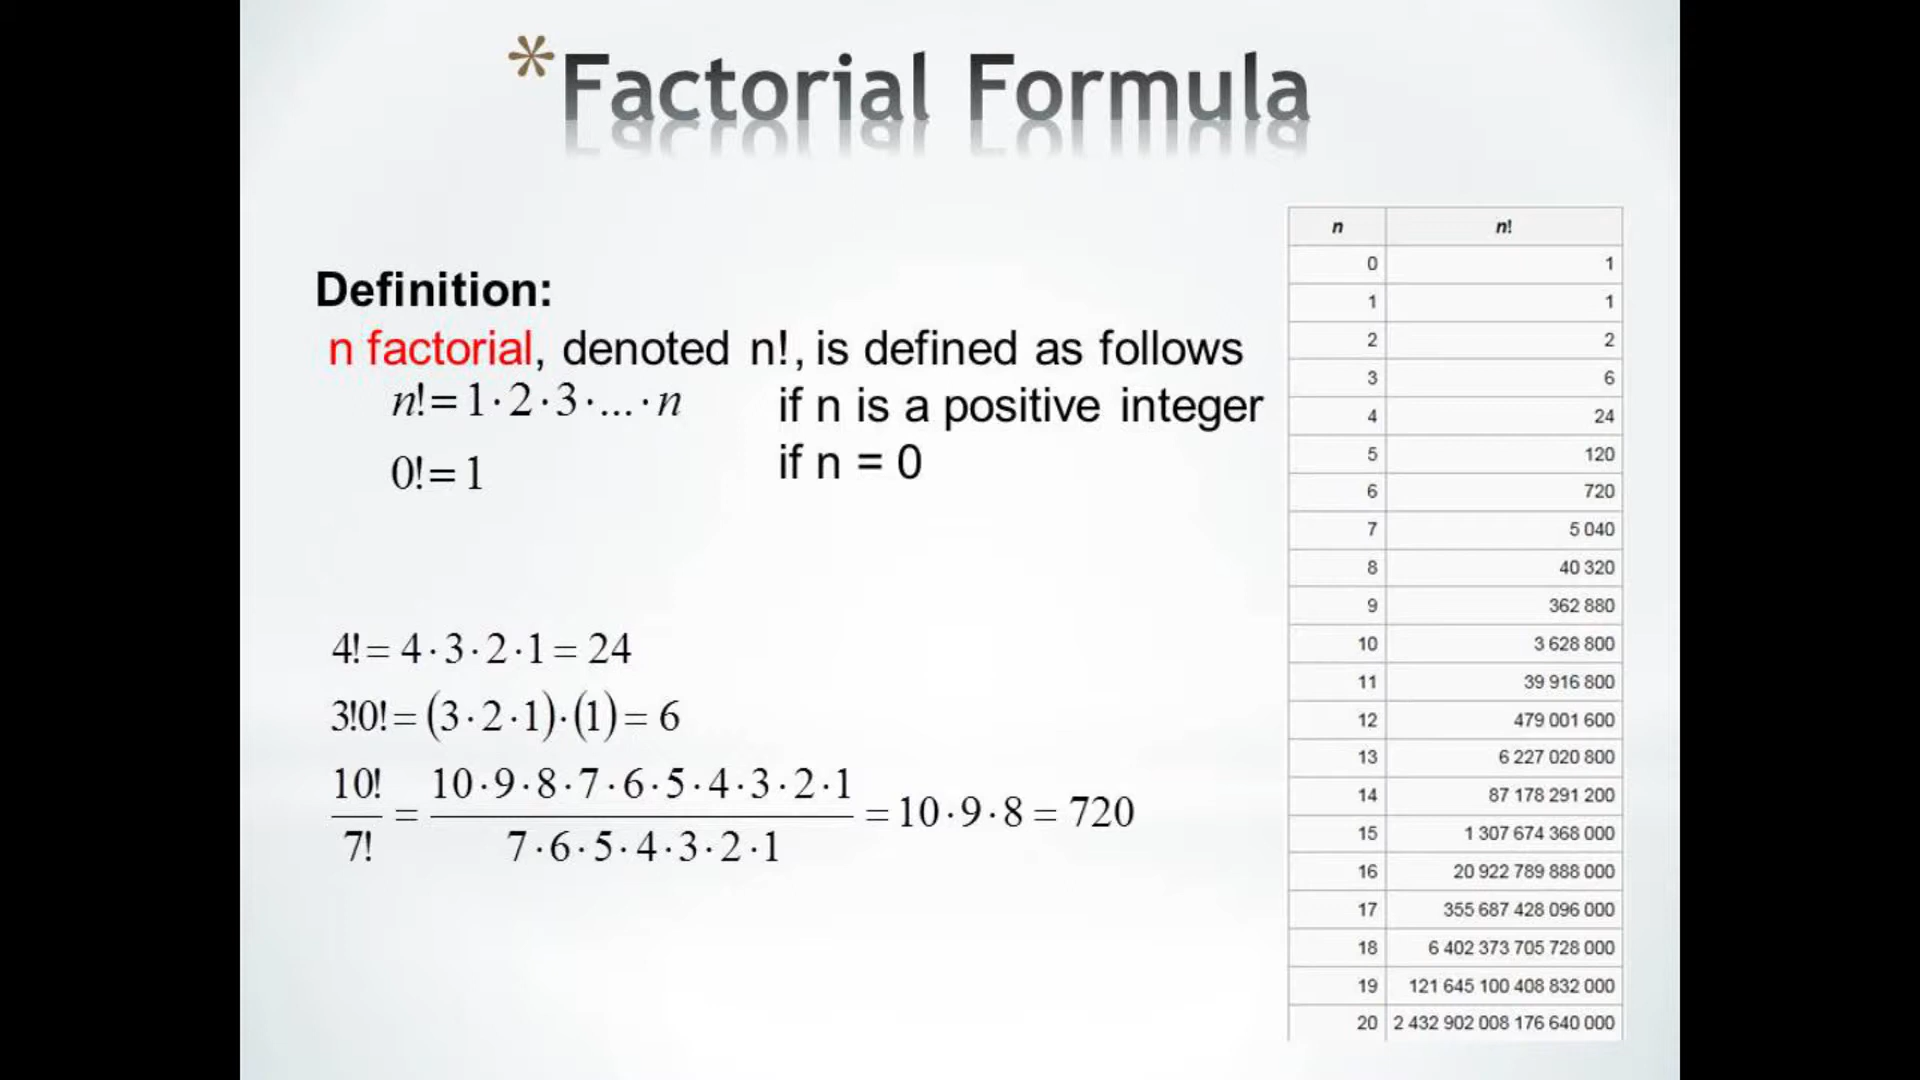 *Factorial Formula
Definition:
n factorial, denoted n!, is defined as follows
n!=1·2·3·...·n if n is a positive integer
0!=1 if n = 0
4!=4·3·2·1=24
3!0!=(3·2·1)·(1)=6
10!/7! = 10·9·8·7·6·5·4·3·2·1 / 7·6·5·4·3·2·1 =10·9·8=720
n n!
0 1
1 1
2 2
3 6
4 24
5 120
6 720
7 5 040
8 40 320
9 362 880
10 3 628 800
11 39 916 800
12 479 001 600
13 6 227 020 800
14 87 178 291 200
15 1 307 674 368 000
16 20 922 789 888 000
17 355 687 428 096 000
18 6 402 373 705 728 000
19 121 645 100 408 832 000
20 2 432 902 008 176 640 000